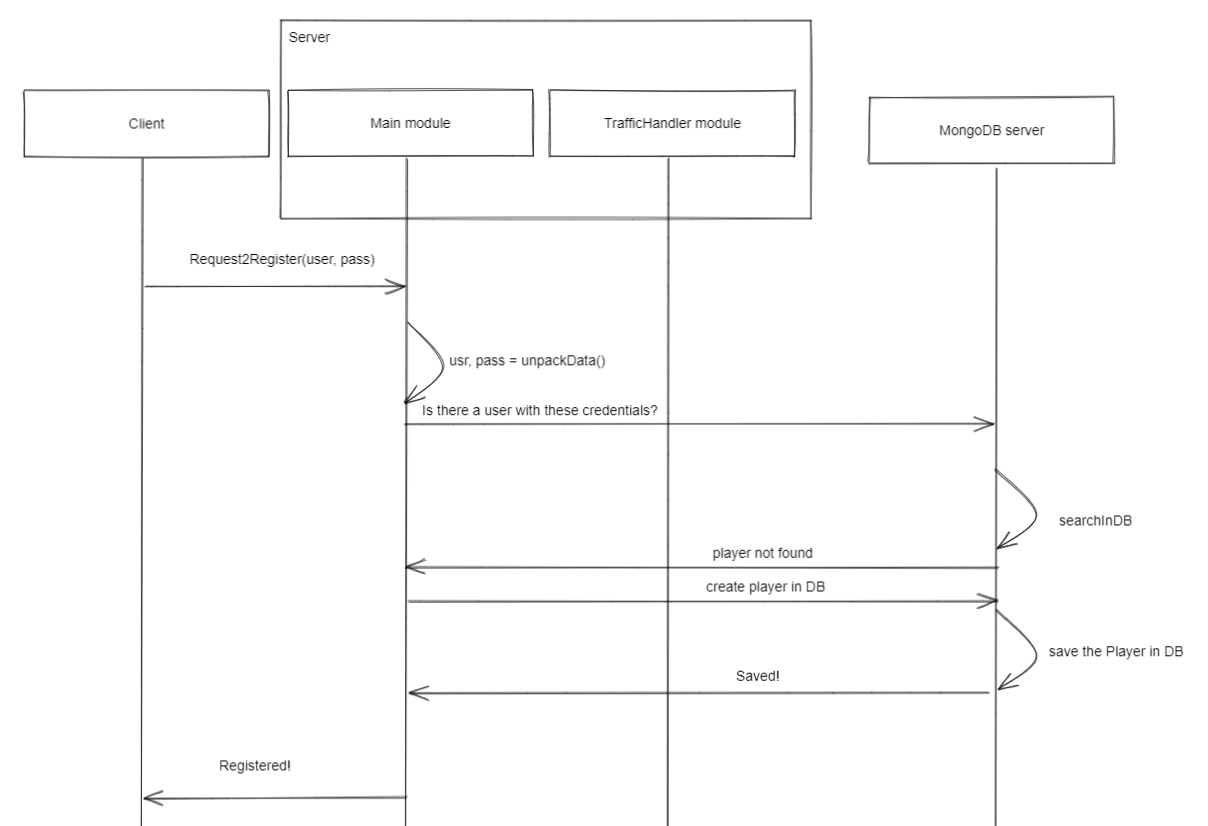 Server
Client
Main module
TrafficHandler module
MongoDB server
Request2Register(user, pass)
usr, pass = unpackData()
Is there a user with these credentials?
searchInDB
player not found
create player in DB
save the Player in DB
Saved!
Registered!